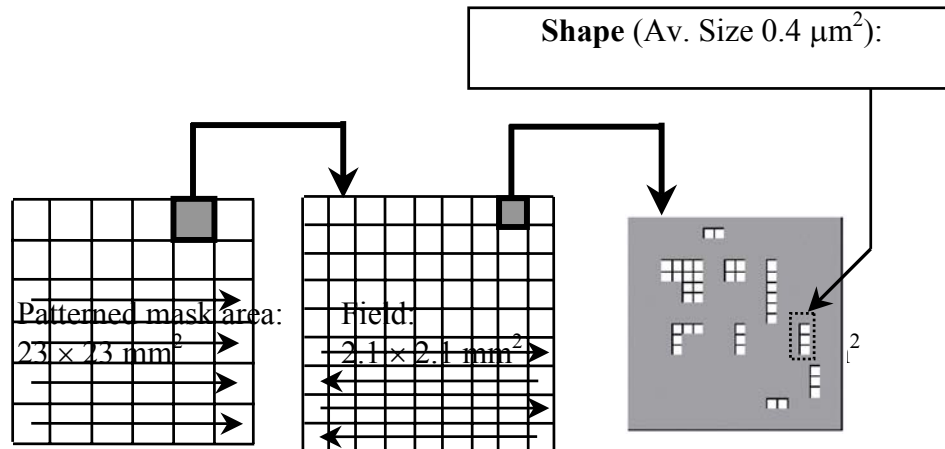 Shape (Av. Size 0.4 μm²):
Patterned mask area:
23 × 23 mm²
Field:
2.1 × 2.1 mm²